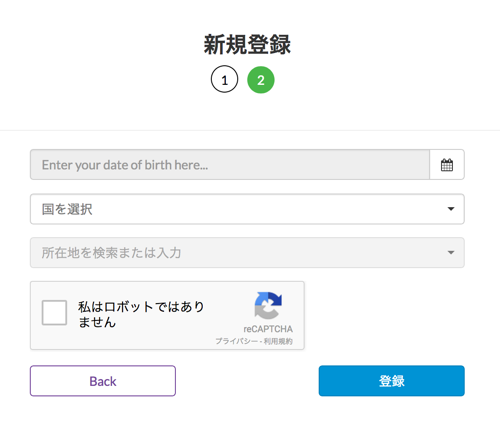 新規登録
1 2
Enter your date of birth here...
国を選択
所在地を検索または入力
私はロボットではあり
ません
reCAPTCHA
プライバシー - 利用規約
Back 登録